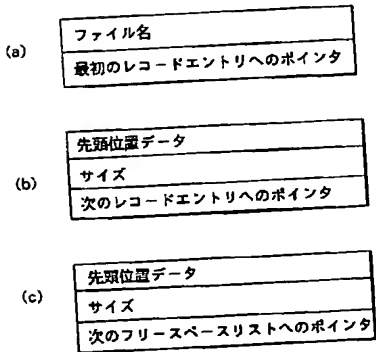 (a)
ファイル名
最初のレコードエントリへのポインタ
(b)
先頭位置データ
サイズ
次のレコードエントリへのポインタ
(c)
先頭位置データ
サイズ
次のフリースペースリストへのポインタ